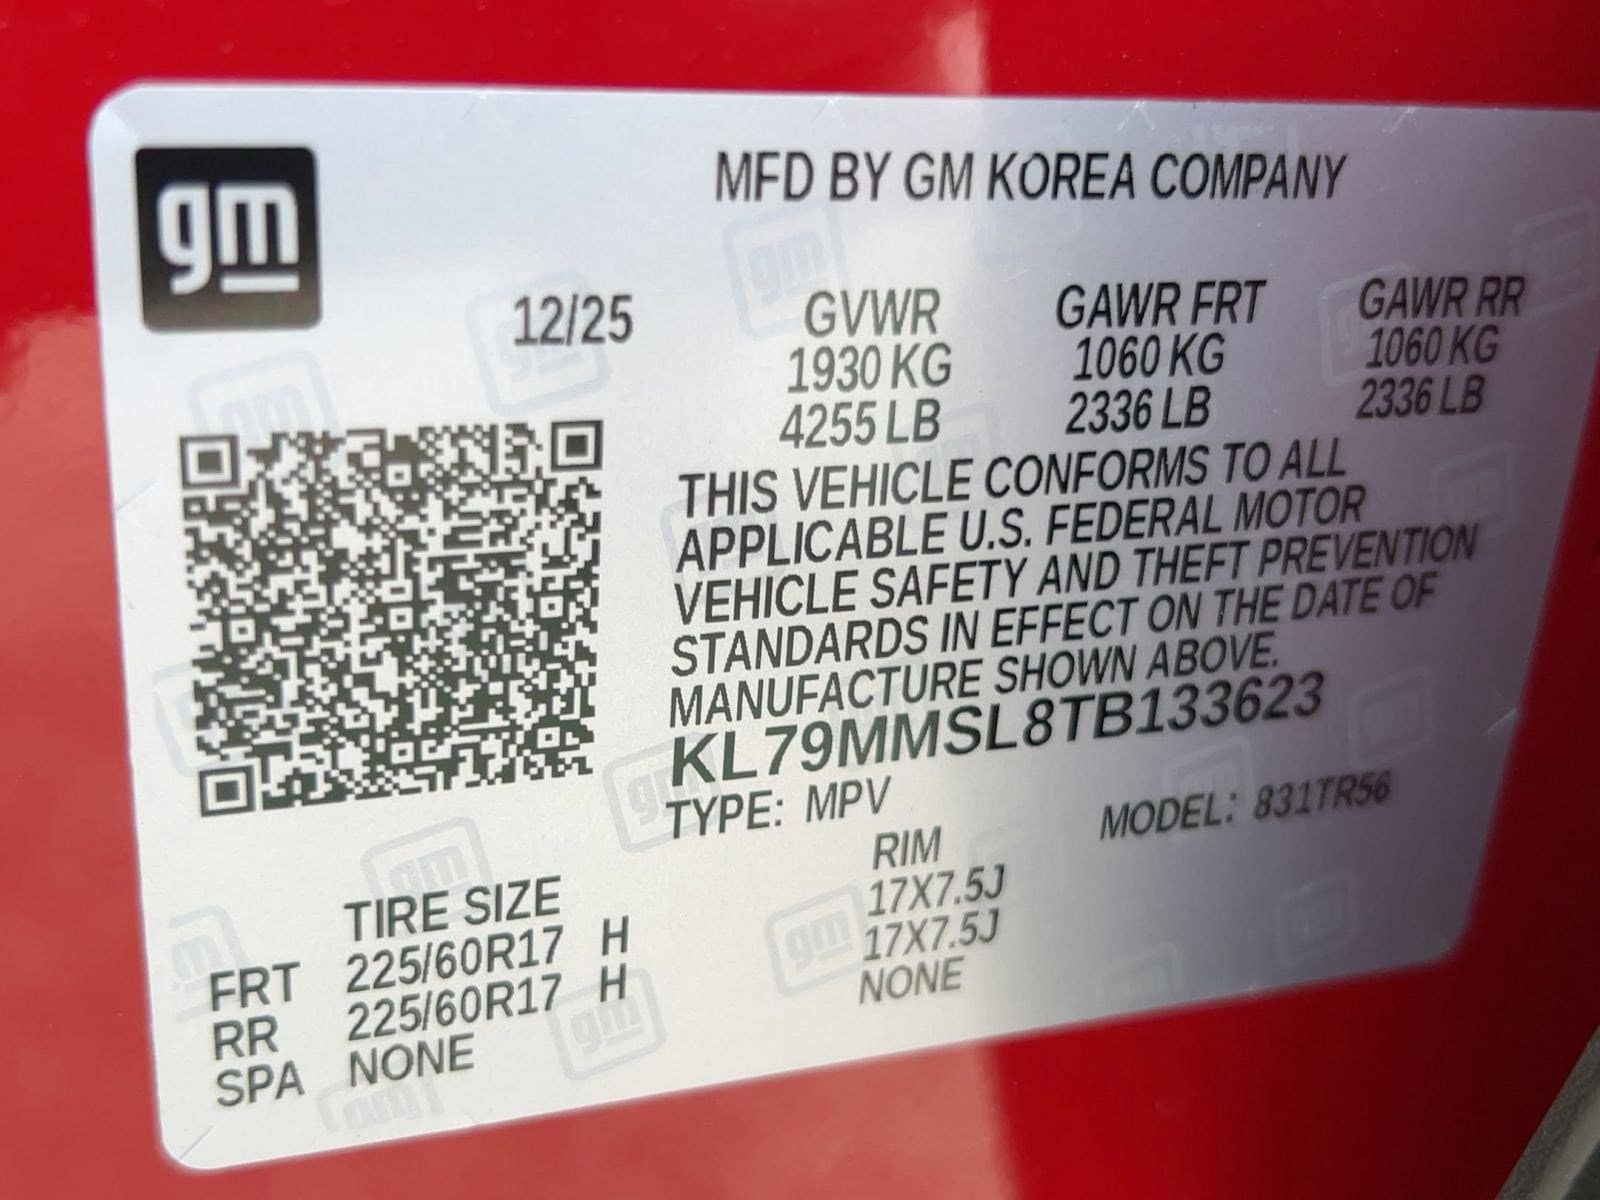 gm
MFD BY GM KOREA COMPANY
12/25
GVWR GAWR FRT GAWR RR
1930 KG 1060 KG 1060 KG
4255 LB 2336 LB 2336 LB
THIS VEHICLE CONFORMS TO ALL
APPLICABLE U.S. FEDERAL MOTOR
VEHICLE SAFETY AND THEFT PREVENTION
STANDARDS IN EFFECT ON THE DATE OF
MANUFACTURE SHOWN ABOVE.
KL79MMSL8TB133623
TYPE: MPV MODEL: 831TR56
TIRE SIZE RIM
FRT 225/60R17 H 17X7.5J
RR 225/60R17 H 17X7.5J
SPA NONE NONE